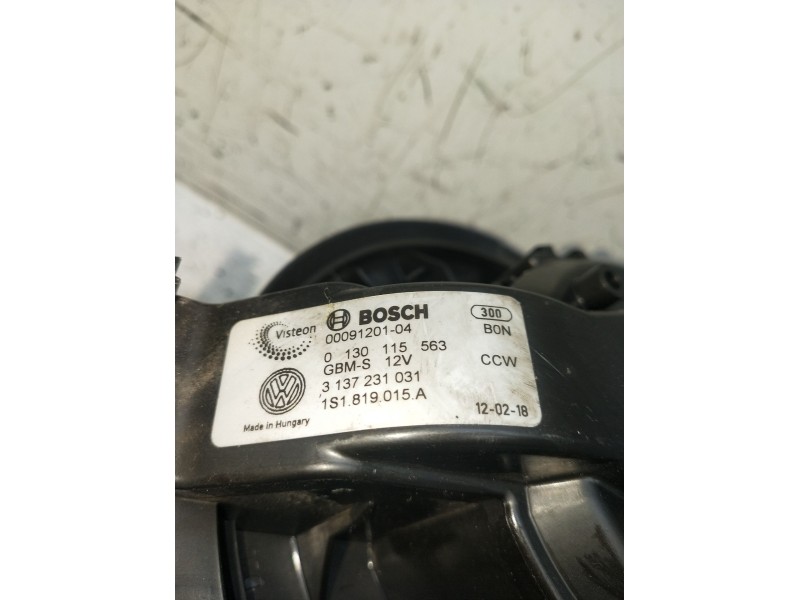 Visteon
BOSCH
00091201-04
0 130 115 563
GBM-S 12V
3 137 231 031
1S1.819.015.A
Made in Hungary
300
BON
CCW
12-02-18